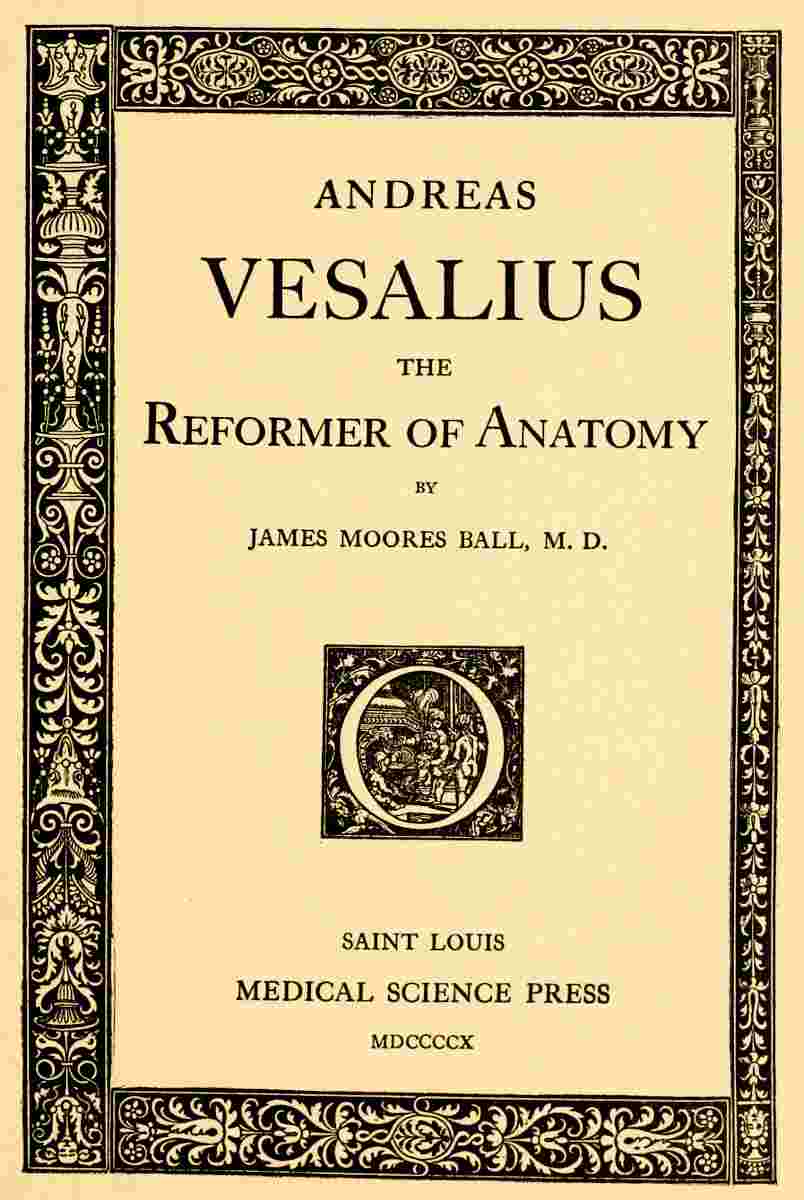 ANDREAS
VESALIUS
THE
REFORMER OF ANATOMY
BY
JAMES MOORES BALL, M. D.
O
SAINT LOUIS
MEDICAL SCIENCE PRESS
MDCCCCX